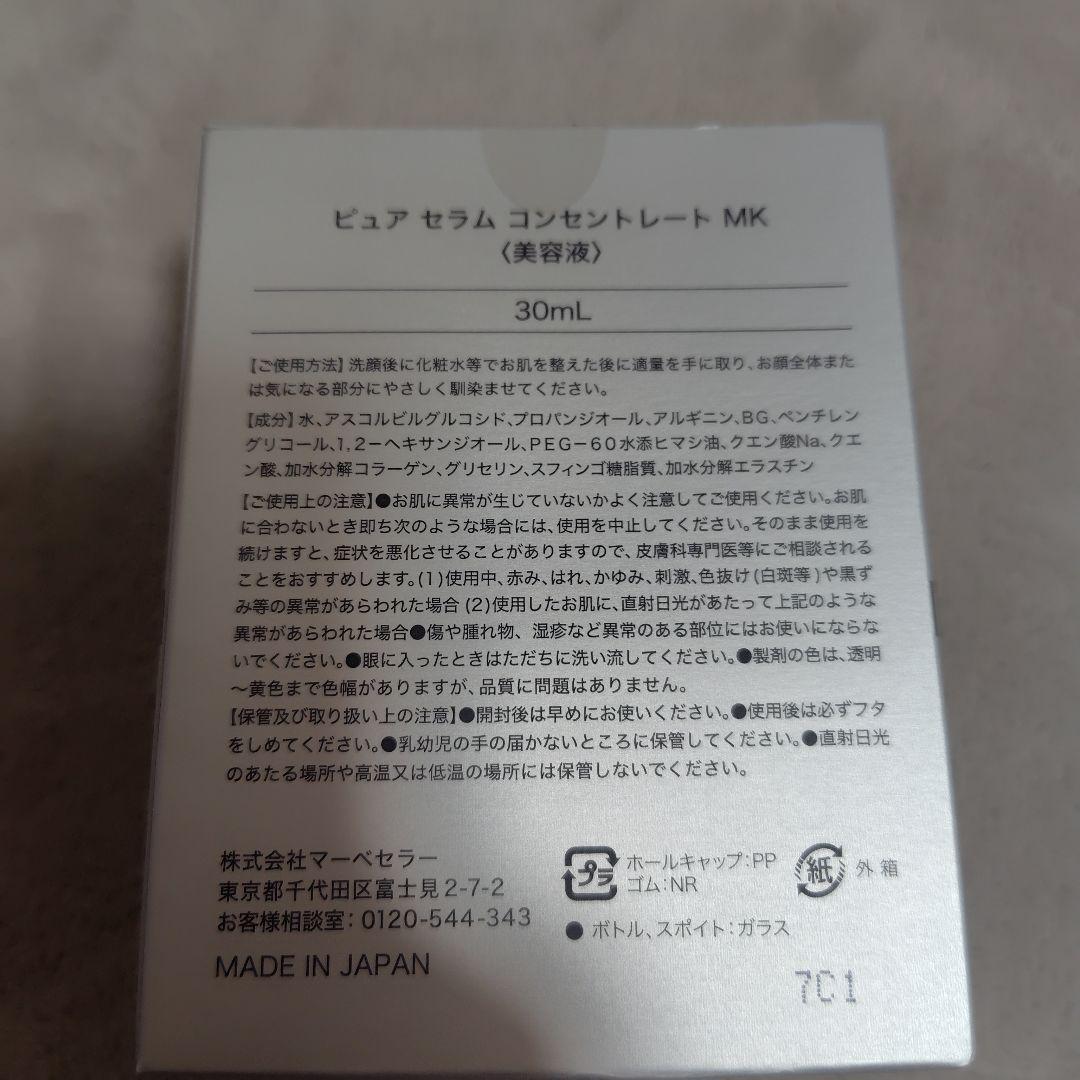 ピュア セラム コンセントレート MK
〈美容液〉
30mL
【ご使用方法】洗顔後に化粧水等でお肌を整えた後に適量を手に取り、お顔全体また
は気になる部分にやさしく馴染ませてください。
【成分】水、アスコルビルグルコシド、プロパンジオール、アルギニン、BG、ペンチレン
グリコール、1,2－ヘキサンジオール、PEG－60水添ヒマシ油、クエン酸Na、クエ
ン酸、加水分解コラーゲン、グリセリン、スフィンゴ糖脂質、加水分解エラスチン
【ご使用上の注意】●お肌に異常が生じていないかよく注意してご使用ください。お肌
に合わないとき即ち次のような場合には、使用を中止してください。そのまま使用を
続けますと、症状を悪化させることがありますので、皮膚科専門医等にご相談される
ことをおすすめします。(1)使用中、赤み、はれ、かゆみ、刺激、色抜け(白斑等)や黒ず
み等の異常があらわれた場合(2)使用したお肌に、直射日光があたって上記のような
異常があらわれた場合●傷や腫れ物、湿疹など異常のある部位にはお使いにならな
いでください。●眼に入ったときはただちに洗い流してください。●製剤の色は、透明
～黄色まで色幅がありますが、品質に問題はありません。
【保管及び取り扱い上の注意】●開封後は早めにお使いください。●使用後は必ずフタ
をしめてください。●乳幼児の手の届かないところに保管してください。●直射日光
のあたる場所や高温又は低温の場所には保管しないでください。
株式会社マーベセラー
東京都千代田区富士見2-7-2
お客様相談室：0120-544-343
MADE IN JAPAN
プラ ホールキャップ：PP
ゴム：NR
紙 外箱
● ボトル、スポイト：ガラス
7C1